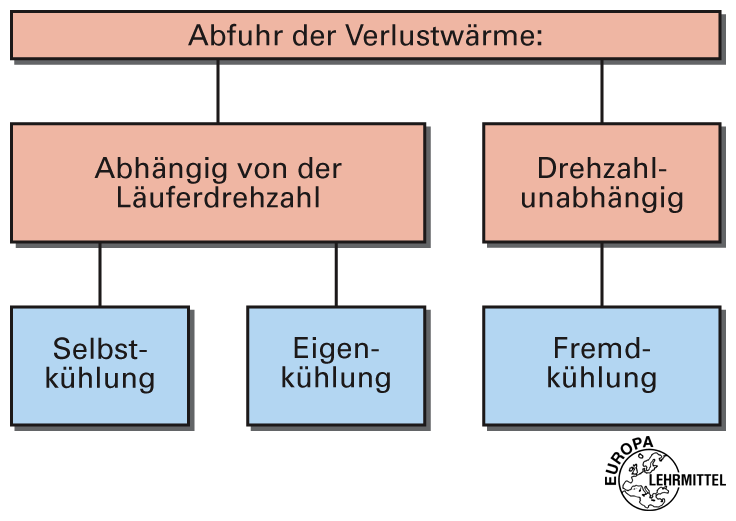 Abfuhr der Verlustwärme:
Abhängig von der
Läuferdrehzahl
Drehzahl-
unabhängig
Selbst-
kühlung
Eigen-
kühlung
Fremd-
kühlung
EUROPA
LEHRMITTEL